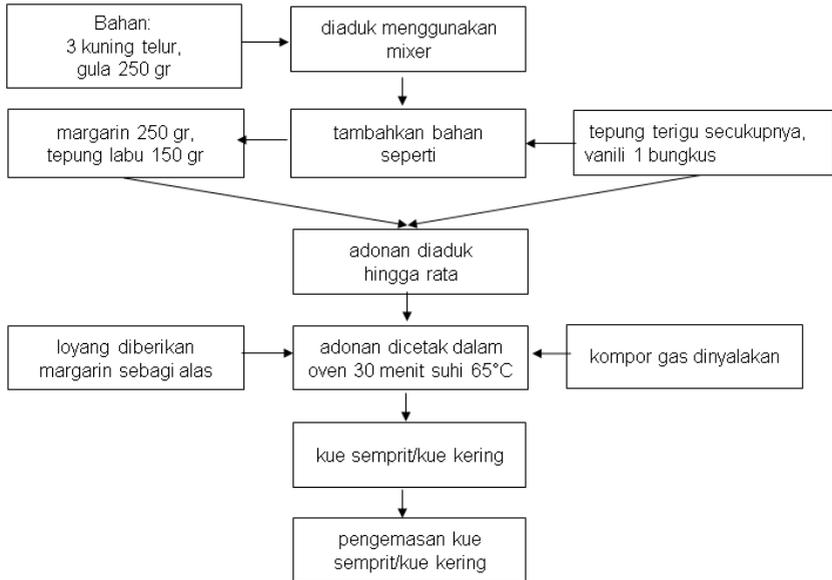 Bahan:
3 kuning telur,
gula 250 gr
diaduk menggunakan
mixer
margarin 250 gr,
tepung labu 150 gr
tambahkan bahan
seperti
tepung terigu secukupnya,
vanili 1 bungkus
adonan diaduk
hingga rata
loyang diberikan
margarin sebagi alas
adonan dicetak dalam
oven 30 menit suhi 65°C
kompor gas dinyalakan
kue semprit/kue kering
pengemasan kue
semprit/kue kering